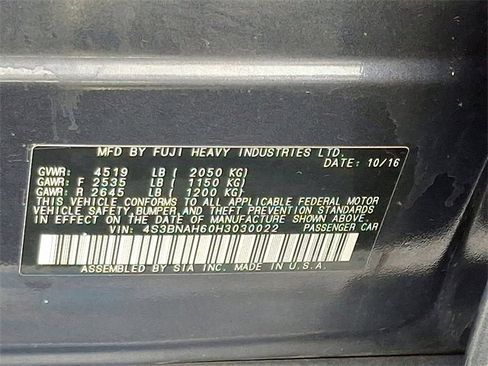 MFD BY FUJI HEAVY INDUSTRIES LTD.
DATE: 10/16
GVWR: 4519 LB ( 2050 KG)
GAWR: F 2535 LB ( 1150 KG)
GAWR: R 2645 LB ( 1200 KG)
THIS VEHICLE CONFORMS TO ALL APPLICABLE FEDERAL MOTOR
VEHICLE SAFETY, BUMPER, AND THEFT PREVENTION STANDARDS
IN EFFECT ON THE DATE OF MANUFACTURE SHOWN ABOVE.
VIN: 4S3BNAH60H3030022 PASSENGER CAR
ASSEMBLED BY SIA INC. MADE IN U.S.A.